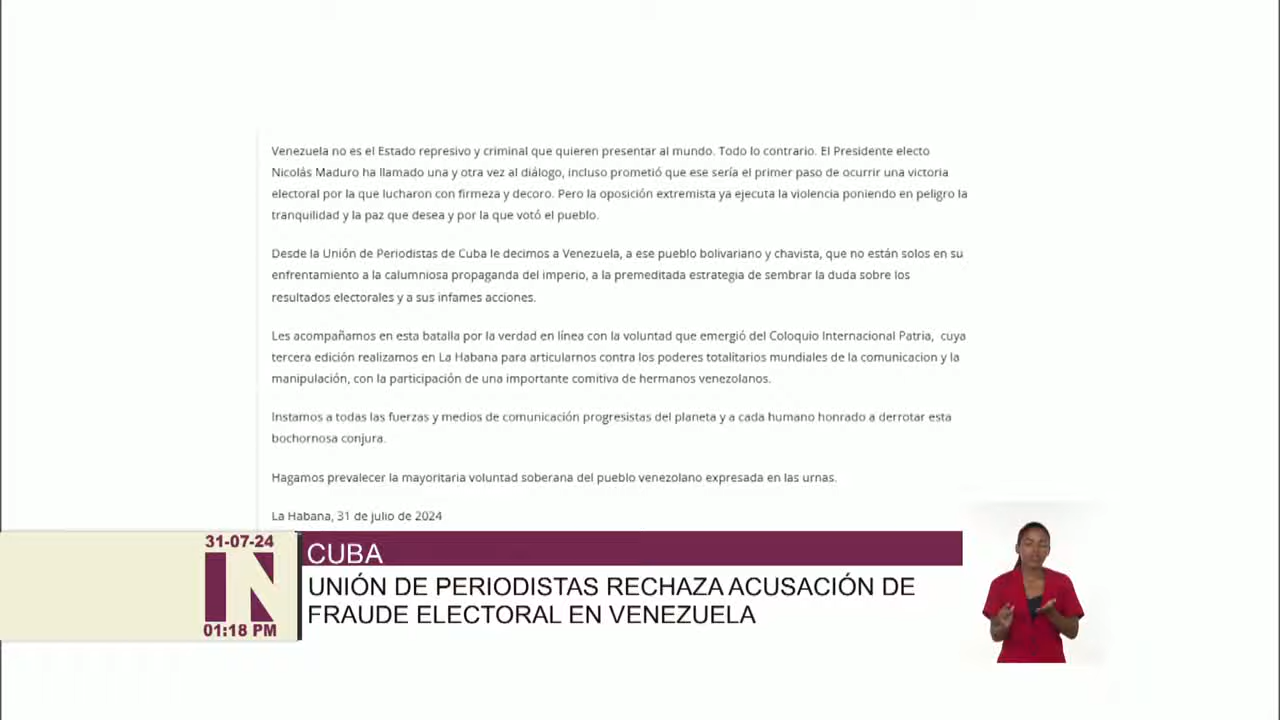 Venezuela no es el Estado represivo y criminal que quieren presentar al mundo. Todo lo contrario. El Presidente electo
Nicolás Maduro ha llamado una y otra vez al diálogo, incluso prometió que ese sería el primer paso de ocurrir una victoria
electoral por la que lucharon con firmeza y decoro. Pero la oposición extremista ya ejecuta la violencia poniendo en peligro la
tranquilidad y la paz que desea y por la que votó el pueblo.
Desde la Unión de Periodistas de Cuba le decimos a Venezuela, a ese pueblo bolivariano y chavista, que no están solos en su
enfrentamiento a la calumniosa propaganda del imperio, a la premeditada estrategia de sembrar la duda sobre los
resultados electorales y a sus infames acciones.
Les acompañamos en esta batalla por la verdad en línea con la voluntad que emergió del Coloquio Internacional Patria, cuya
tercera edición realizamos en La Habana para articularnos contra los poderes totalitarios mundiales de la comunicacion y la
manipulación, con la participación de una importante comitiva de hermanos venezolanos.
Instamos a todas las fuerzas y medios de comunicación progresistas del planeta y a cada humano honrado a derrotar esta
bochornosa conjura.
Hagamos prevalecer la mayoritaria voluntad soberana del pueblo venezolano expresada en las urnas.
La Habana, 31 de julio de 2024
31-07-24
IN
01:18 PM
CUBA
UNIÓN DE PERIODISTAS RECHAZA ACUSACIÓN DE
FRAUDE ELECTORAL EN VENEZUELA